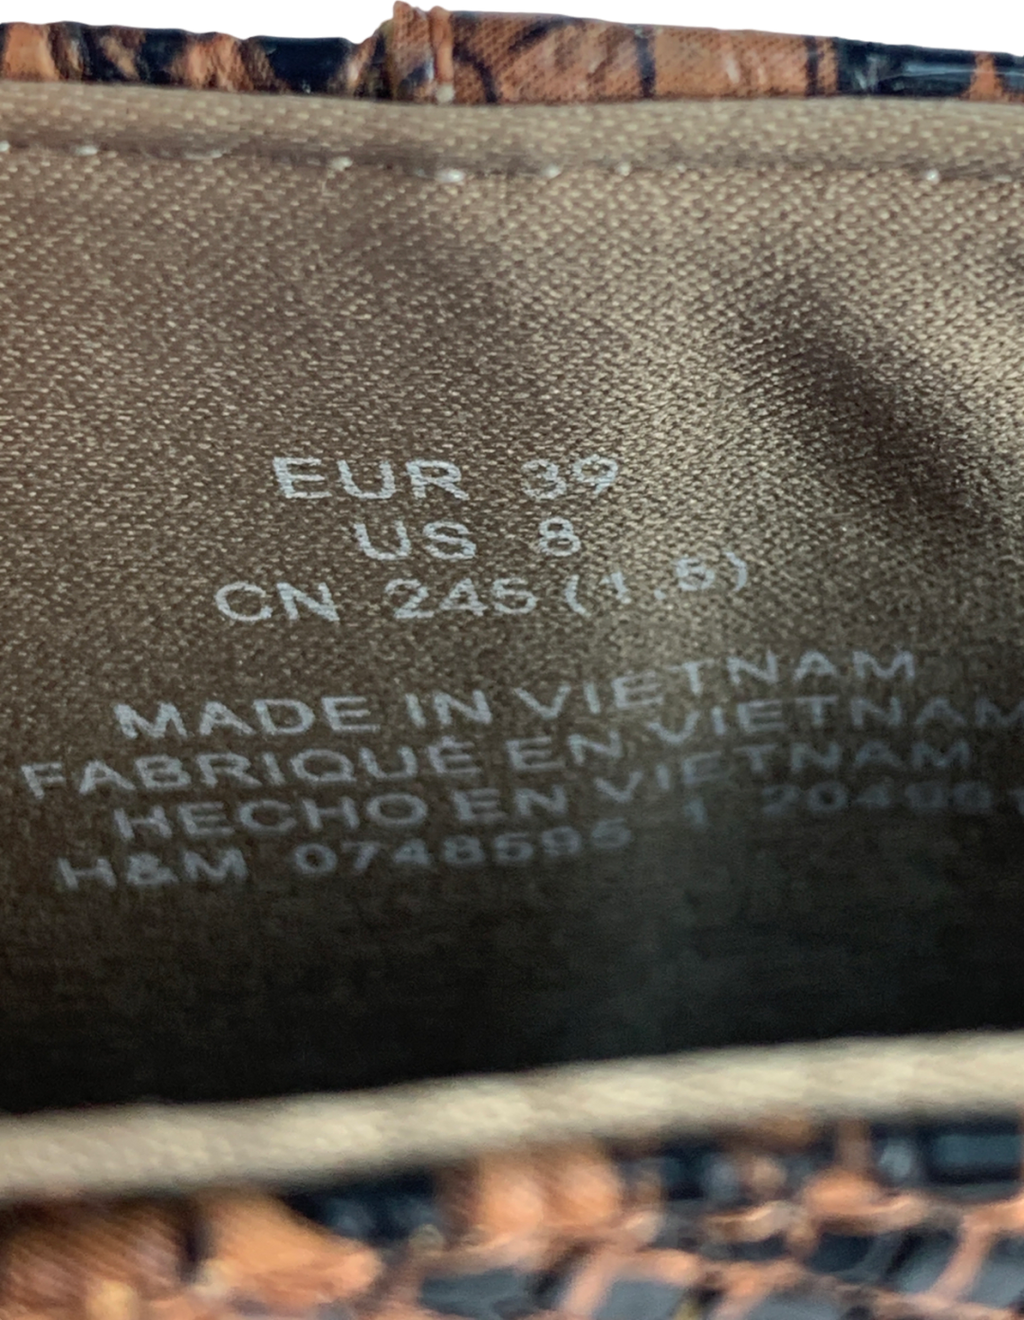 EUR 39
US 8
CN 245 (1.5)
MADE IN VIETNAM
FABRIQUÉ EN VIETNAM
HECHO EN VIETNAM
H&M 0748595 1